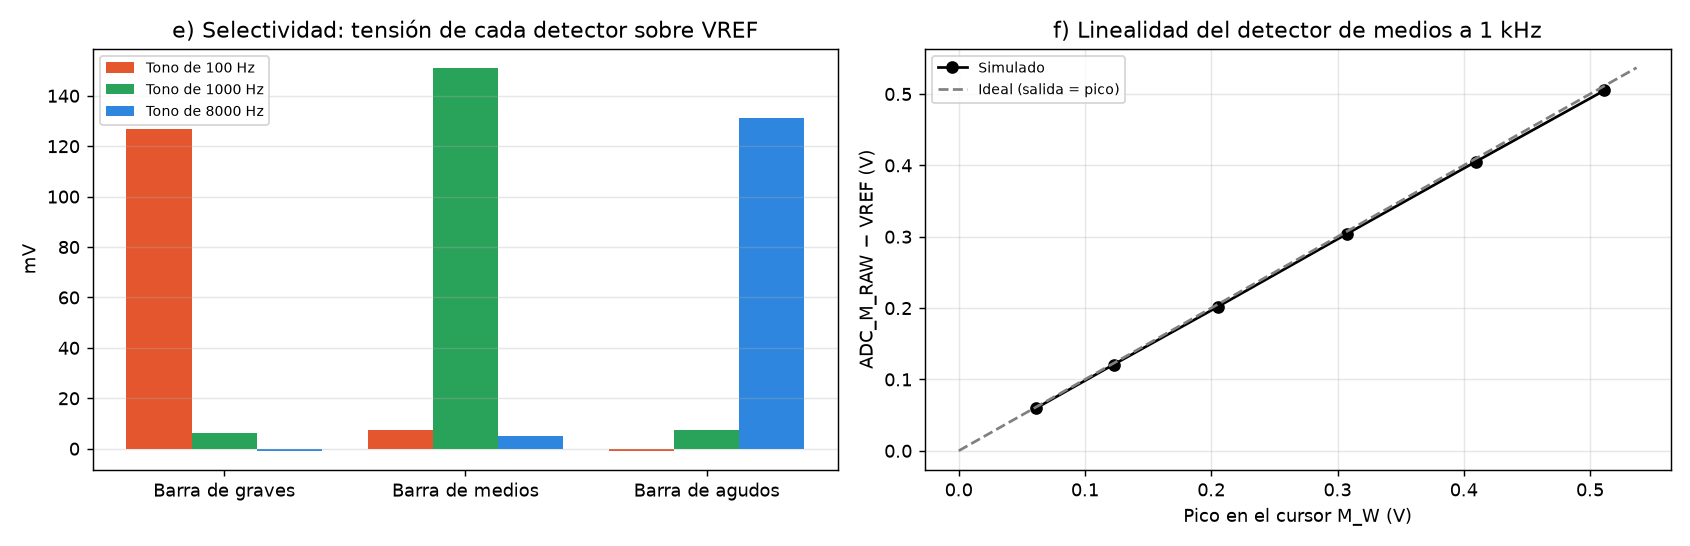 e) Selectividad: tensión de cada detector sobre VREF
Tono de 100 Hz
Tono de 1000 Hz
Tono de 8000 Hz
mV
140
120
100
80
60
40
20
0
Barra de graves
Barra de medios
Barra de agudos
f) Linealidad del detector de medios a 1 kHz
Simulado
Ideal (salida = pico)
ADC_M_RAW − VREF (V)
0.5
0.4
0.3
0.2
0.1
0.0
0.0
0.1
0.2
0.3
0.4
0.5
Pico en el cursor M_W (V)